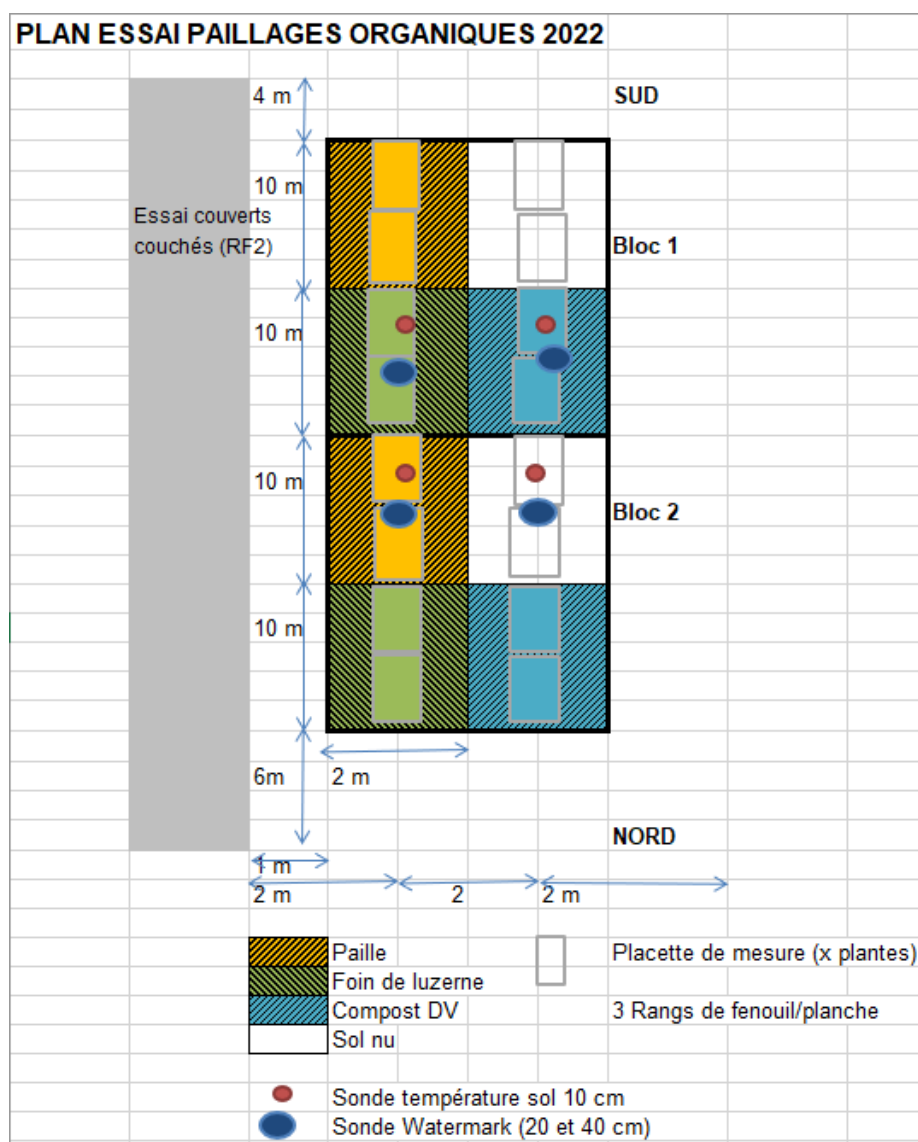 PLAN ESSAI PAILLAGES ORGANIQUES 2022
4 m
SUD
10 m
Essai couverts
couchés (RF2)
Bloc 1
10 m
10 m
Bloc 2
10 m
6m
2 m
NORD
1 m
2 m
2
2 m
Paille
Placette de mesure (x plantes)
Foin de luzerne
Compost DV
3 Rangs de fenouil/planche
Sol nu
Sonde température sol 10 cm
Sonde Watermark (20 et 40 cm)